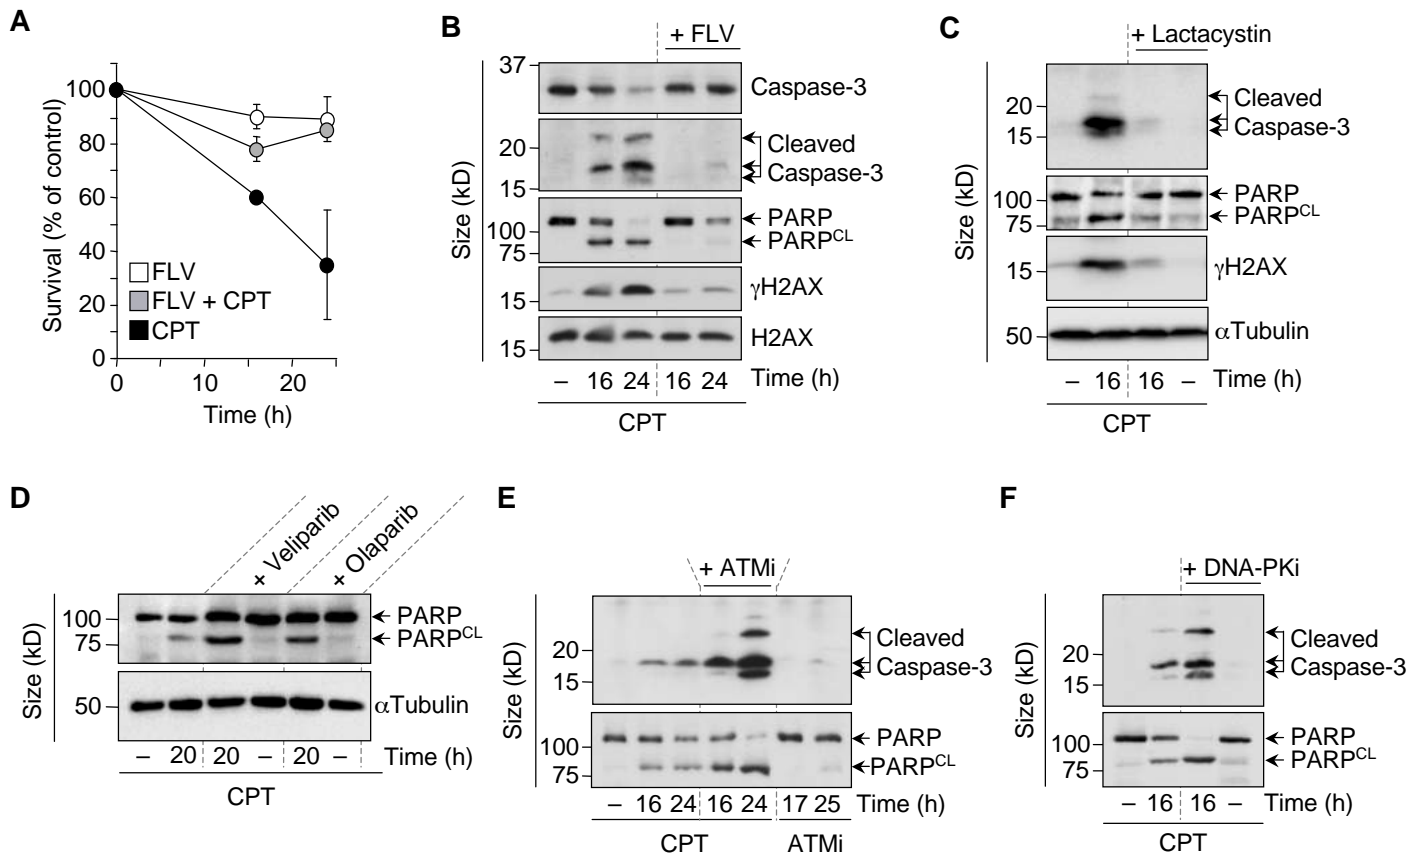 A
Survival (% of control)
100
80
60
40
20
0
FLV
FLV + CPT
CPT
0
10
20
Time (h)
B
+ FLV
Size (kD)
37
Caspase-3
20
15
Cleaved
Caspase-3
100
75
PARP
PARPCL
15
γH2AX
15
H2AX
– 16 24 16 24 Time (h)
CPT
C
+ Lactacystin
Size (kD)
20
15
Cleaved
Caspase-3
100
75
PARP
PARPCL
15
γH2AX
50
αTubulin
– 16 16 – Time (h)
CPT
D
+ Veliparib
+ Olaparib
Size (kD)
100
75
PARP
PARPCL
50
αTubulin
– 20 20 – 20 – Time (h)
CPT
E
+ ATMi
Size (kD)
20
15
Cleaved
Caspase-3
100
75
PARP
PARPCL
– 16 24 16 24 17 25 Time (h)
CPT ATMi
F
+ DNA-PKi
Size (kD)
20
15
Cleaved
Caspase-3
100
75
PARP
PARPCL
– 16 16 – Time (h)
CPT